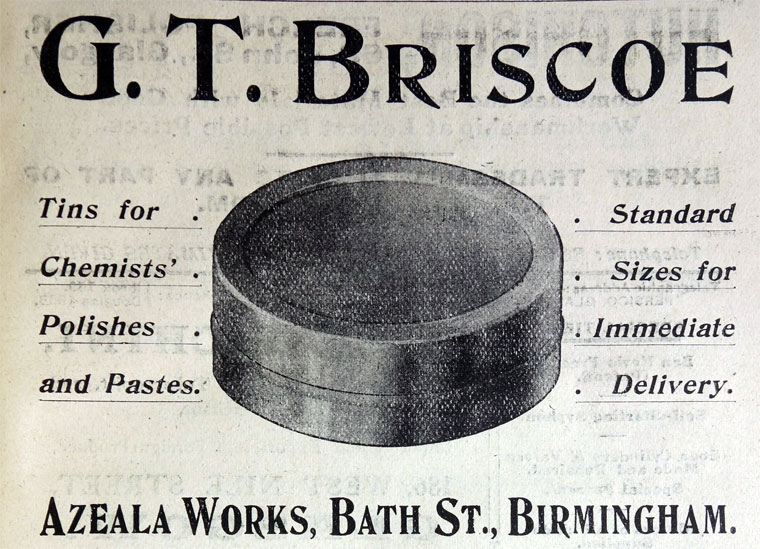 G. T. BRISCOE
Tins for .
Chemists' .
Polishes .
and Pastes.
. Standard
. Sizes for
. Immediate
. Delivery.
AZEALA WORKS, BATH ST., BIRMINGHAM.